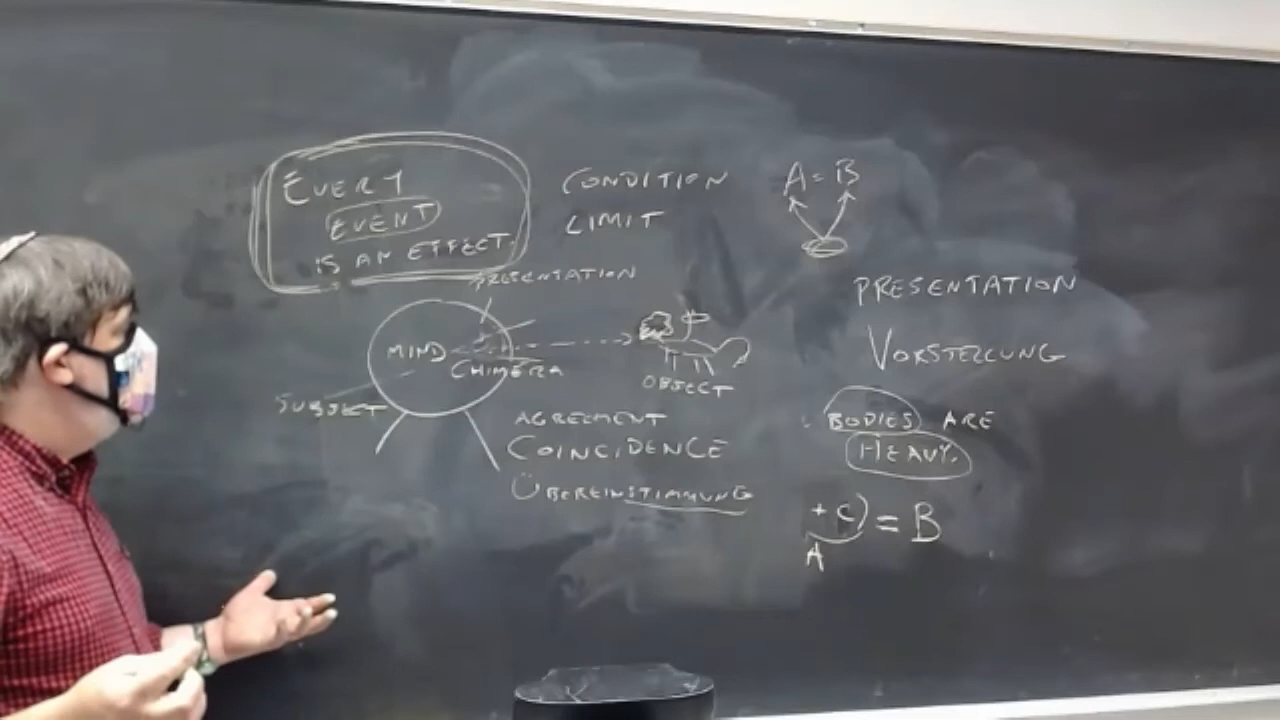 EVERY
EVENT
IS AN EFFECT.
CONDITION
LIMIT
A = B
PRESENTATION
MIND
CHIMERA
SUBJECT
OBJECT
AGREEMENT
COINCIDENCE
ÜBEREINSTIMMUNG
PRESENTATION
VORSTELLUNG
BODIES ARE
HEAVY.
+ C) = B
A